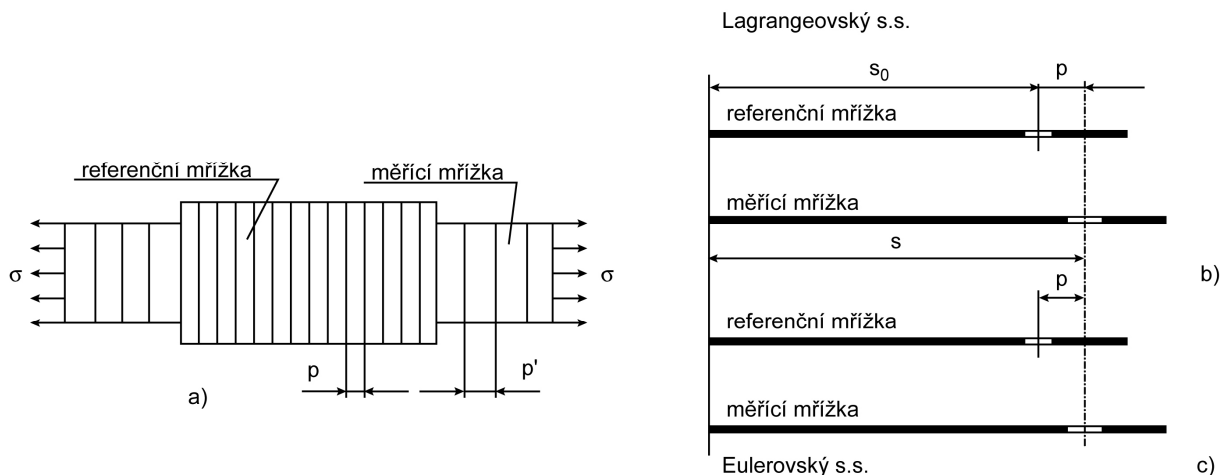 referenční mřížka
měřící mřížka
σ
σ
p
p'
a)
Lagrangeovský s.s.
s₀
p
referenční mřížka
měřící mřížka
s
b)
p
referenční mřížka
měřící mřížka
Eulerovský s.s.
c)